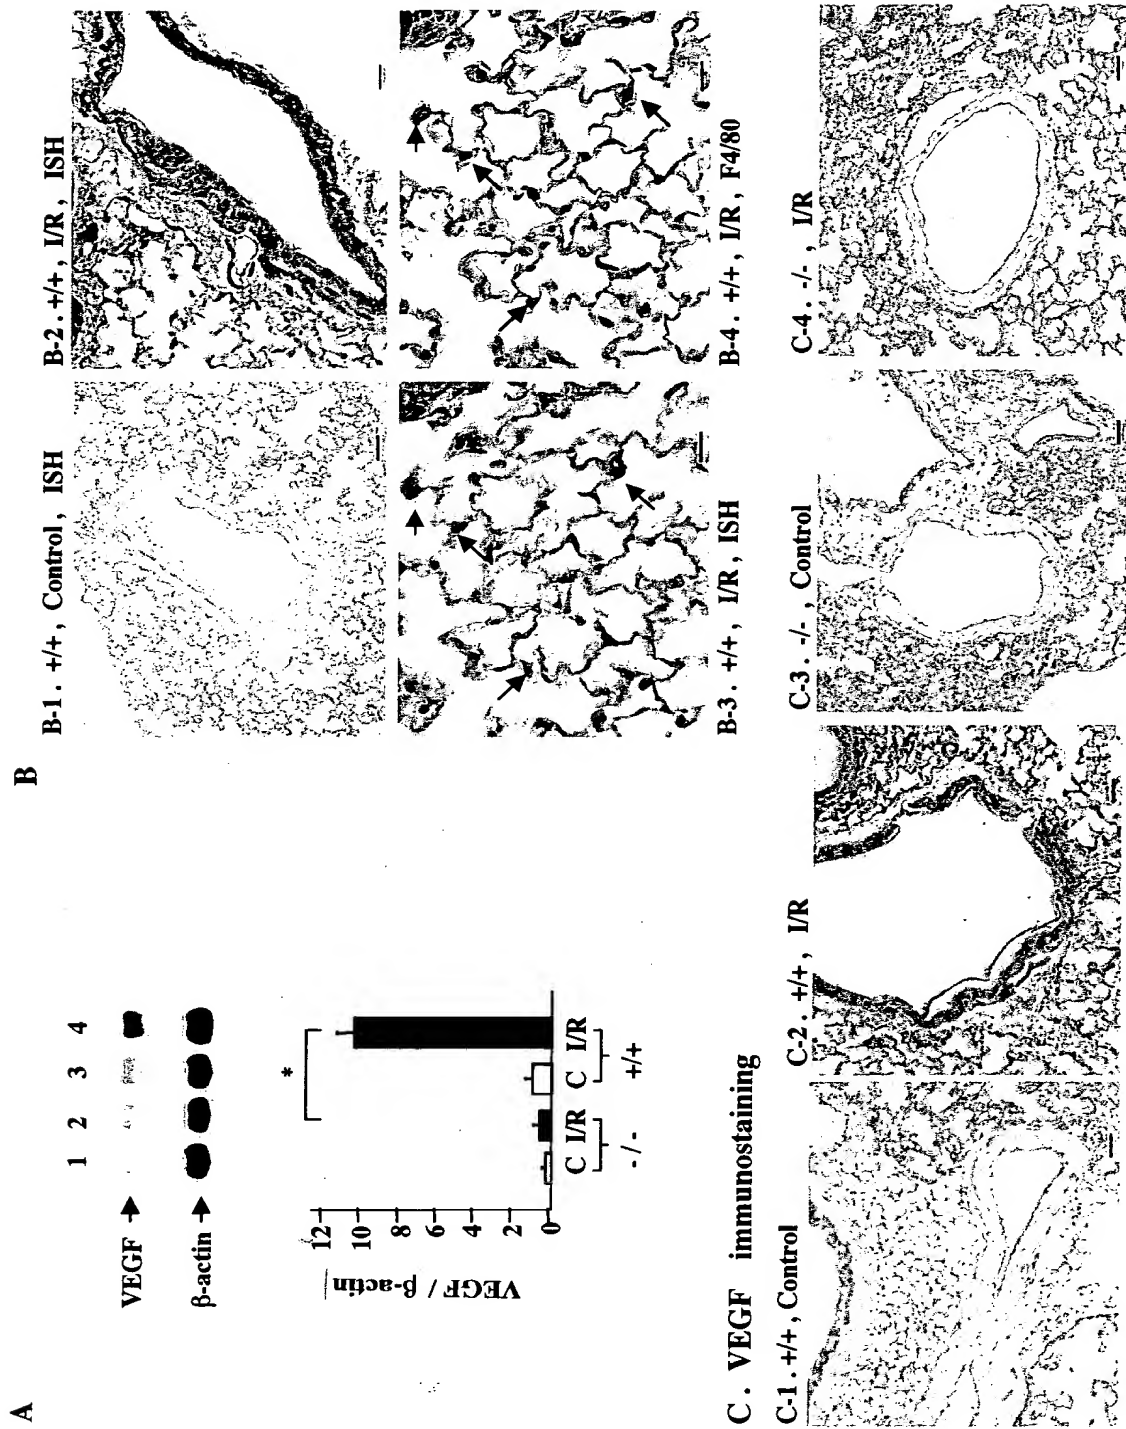 A
1 2 3 4
VEGF →
β-actin →
VEGF / β-actin
12
10
8
6
4
2
0
*
C I/R C I/R
-/- +/+
B
B-1. +/+, Control, ISH
B-2. +/+, I/R, ISH
B-3. +/+, I/R, ISH
B-4. +/+, I/R, F4/80
C. VEGF immunostaining
C-1. +/+, Control
C-2. +/+, I/R
C-3. -/-, Control
C-4. -/-, I/R